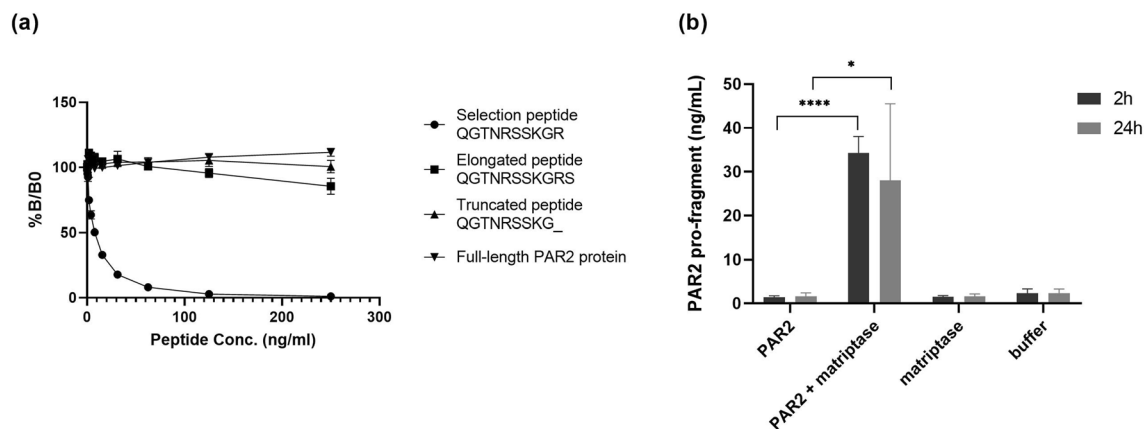 (a)
150
100
50
0
%B/B0
0
100
200
300
Peptide Conc. (ng/ml)
Selection peptide
QGTNRSSKGR
Elongated peptide
QGTNRSSKGRS
Truncated peptide
QGTNRSSKG_
Full-length PAR2 protein
(b)
50
40
30
20
10
0
PAR2 pro-fragment (ng/mL)
****
*
PAR2
PAR2 + matriptase
matriptase
buffer
2h
24h